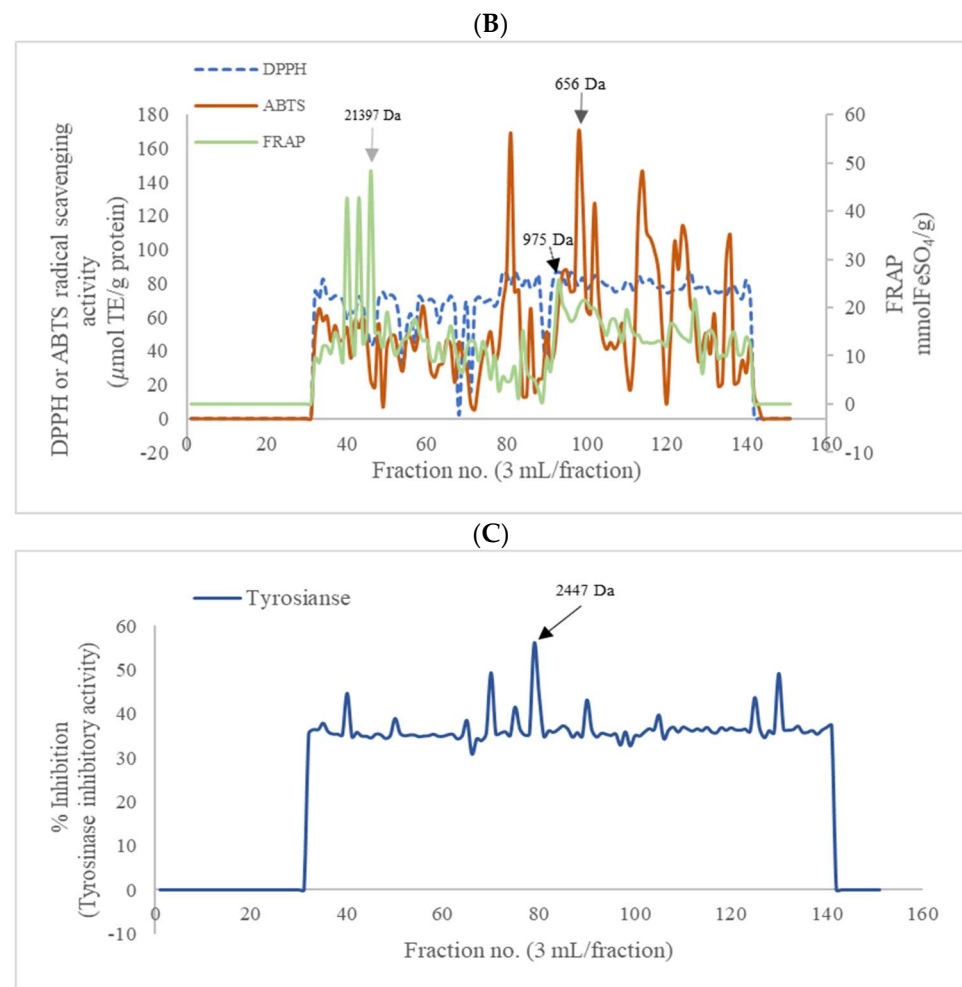 (B)
DPPH
ABTS
FRAP
21397 Da
656 Da
975 Da
180
160
140
120
100
80
60
40
20
0
-20
60
50
40
30
20
10
0
-10
0
20
40
60
80
100
120
140
160
DPPH or ABTS radical scavenging
activity
(µmol TE/g protein)
FRAP
mmolFeSO4/g)
Fraction no. (3 mL/fraction)
(C)
Tyrosianse
2447 Da
60
50
40
30
20
10
0
-10
0
20
40
60
80
100
120
140
160
% Inhibition
(Tyrosinase inhibitory activity)
Fraction no. (3 mL/fraction)